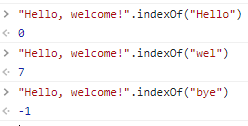 > "Hello, welcome!".indexOf("Hello")
< 0
> "Hello, welcome!".indexOf("wel")
< 7
> "Hello, welcome!".indexOf("bye")
< -1